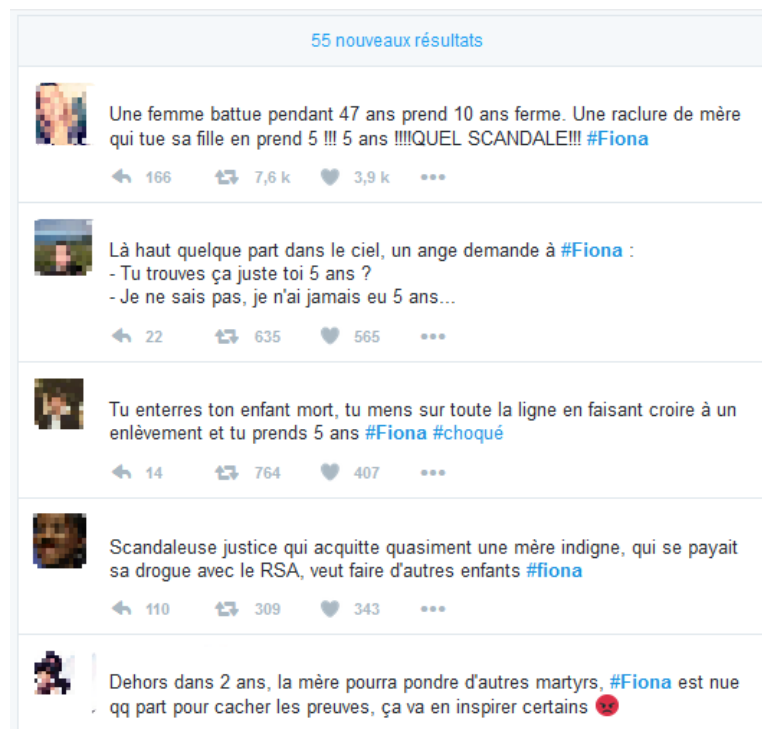 55 nouveaux résultats
Une femme battue pendant 47 ans prend 10 ans ferme. Une raclure de mère
qui tue sa fille en prend 5 !!! 5 ans !!!!QUEL SCANDALE!!! #Fiona
166 7,6 k 3,9 k
Là haut quelque part dans le ciel, un ange demande à #Fiona :
- Tu trouves ça juste toi 5 ans ?
- Je ne sais pas, je n'ai jamais eu 5 ans...
22 635 565
Tu enterres ton enfant mort, tu mens sur toute la ligne en faisant croire à un
enlèvement et tu prends 5 ans #Fiona #choqué
14 764 407
Scandaleuse justice qui acquitte quasiment une mère indigne, qui se payait
sa drogue avec le RSA, veut faire d'autres enfants #fiona
110 309 343
Dehors dans 2 ans, la mère pourra pondre d'autres martyrs, #Fiona est nue
qq part pour cacher les preuves, ça va en inspirer certains 😡